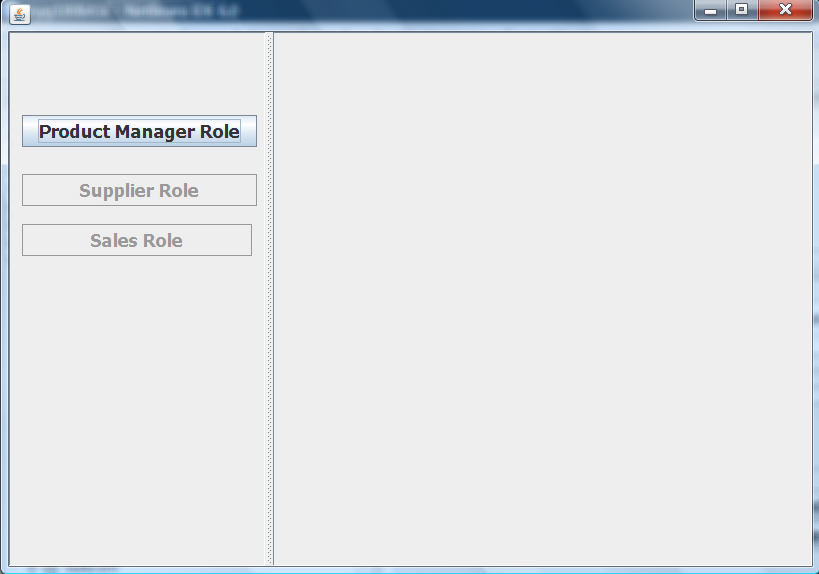 Product Manager Role
Supplier Role
Sales Role